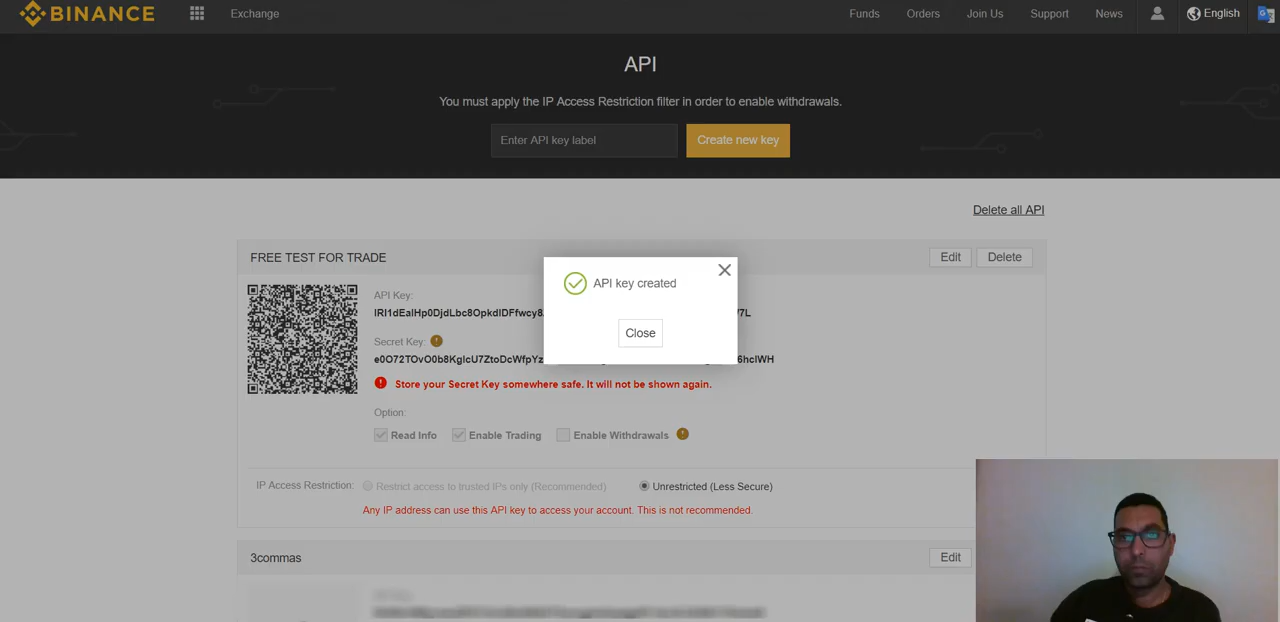 BINANCE
Exchange
Funds
Orders
Join Us
Support
News
English
API
You must apply the IP Access Restriction filter in order to enable withdrawals.
Enter API key label
Create new key
Delete all API
FREE TEST FOR TRADE
Edit
Delete
API key created
Close
API Key:
Secret Key:
Store your Secret Key somewhere safe. It will not be shown again.
Option:
Read Info
Enable Trading
Enable Withdrawals
IP Access Restriction:
Restrict access to trusted IPs only (Recommended)
Unrestricted (Less Secure)
Any IP address can use this API key to access your account. This is not recommended.
3commas
Edit